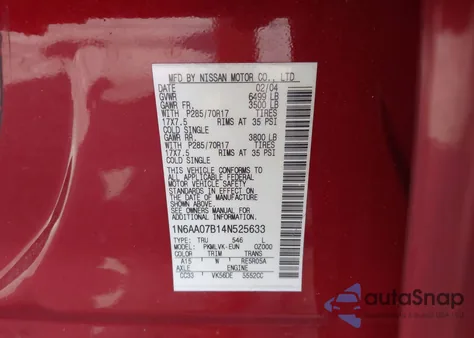 MFD BY NISSAN MOTOR CO., LTD
DATE 02/04
GVWR 6499 LB
GAWR FR. 3500 LB
WITH P285/70R17 TIRES
17X7.5 RIMS AT 35 PSI
COLD SINGLE
GAWR RR. 3800 LB
WITH P285/70R17 TIRES
17X7.5 RIMS AT 35 PSI
COLD SINGLE
THIS VEHICLE CONFORMS TO
ALL APPLICABLE FEDERAL
MOTOR VEHICLE SAFETY
STANDARDS IN EFFECT ON
THE DATE OF MANUFACTURE
SHOWN ABOVE.
SEE OWNERS MANUAL FOR
ADDITIONAL INFORMATION
1N6AA07B14N525633
TYPE: TRU 546 L
MODEL: PKMLVK-EUN OZ000
COLOR TRIM TRANS
A15 W RE5R05A
AXLE ENGINE
CC33 VK56DE 5552CC
autoSnap